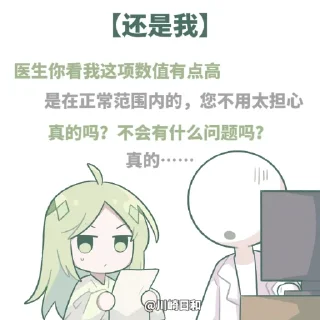 【还是我】
医生你看我这项数值有点高
是在正常范围内的，您不用太担心
真的吗？不会有什么问题吗？
真的……
@川崤日和